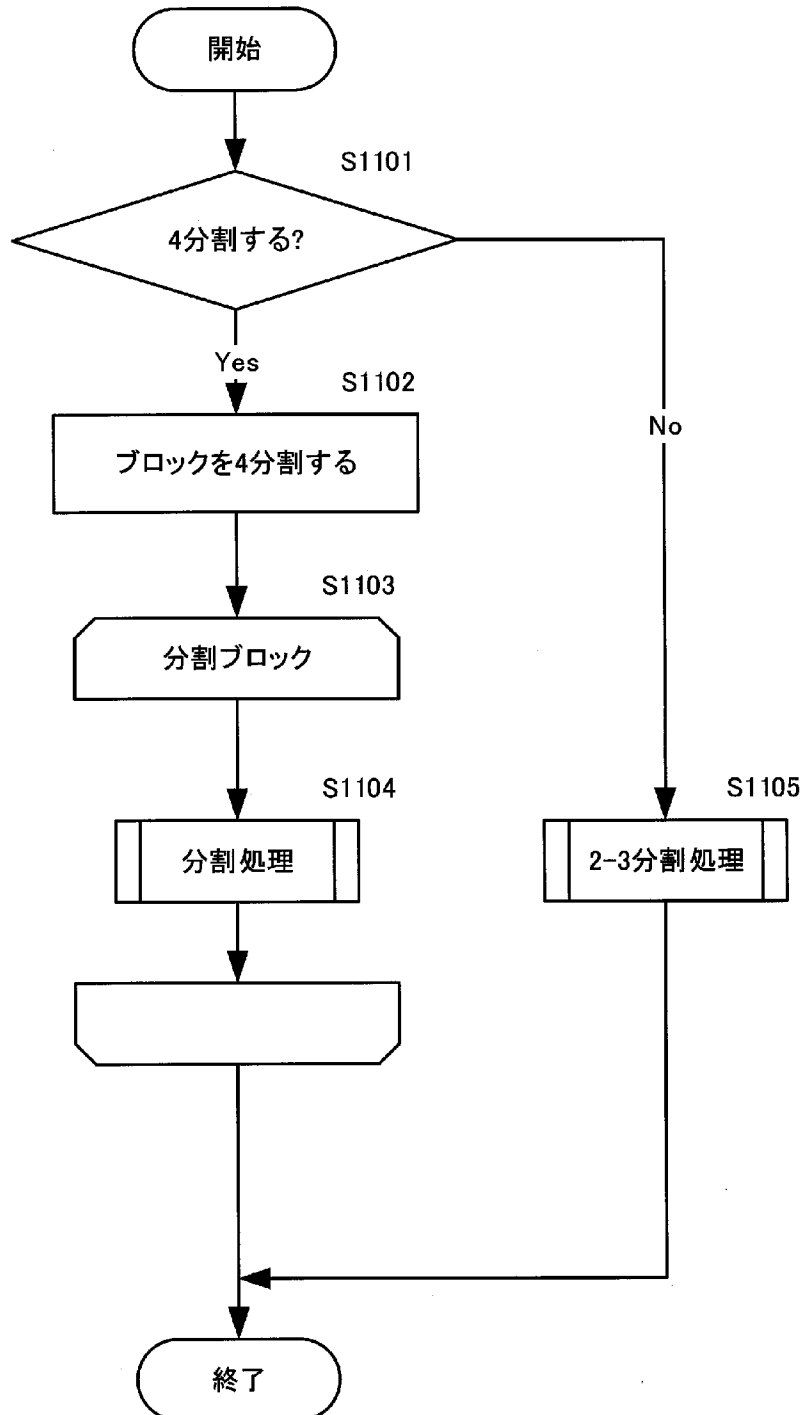 開始
S1101
4分割する?
Yes
S1102
No
ブロックを4分割する
S1103
分割ブロック
S1104
S1105
分割処理
2-3分割処理
終了